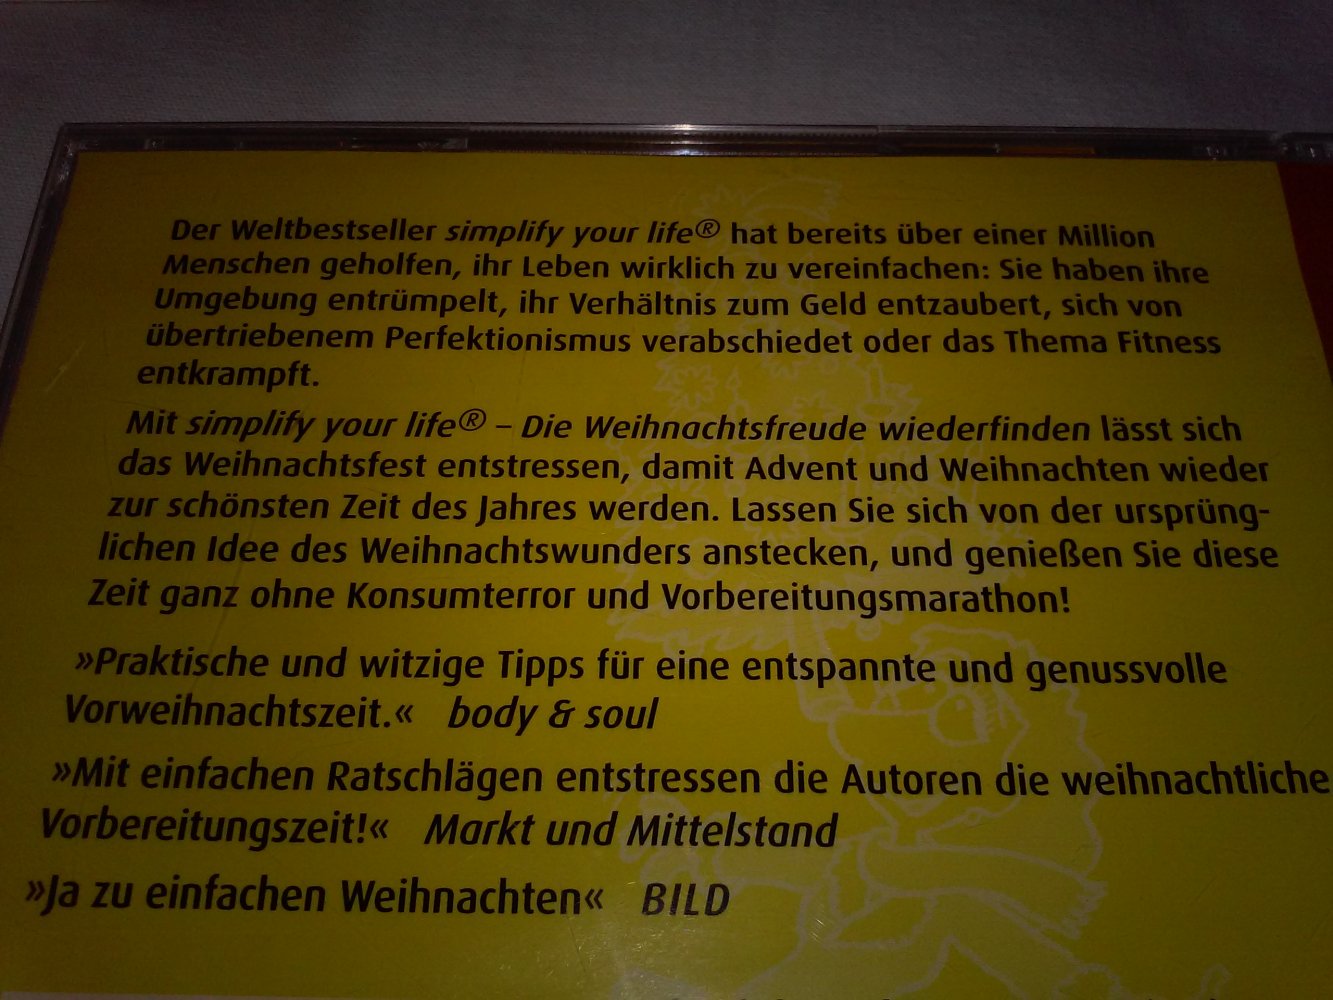 Der Weltbestseller simplify your life® hat bereits über einer Million
Menschen geholfen, ihr Leben wirklich zu vereinfachen: Sie haben ihre
Umgebung entrümpelt, ihr Verhältnis zum Geld entzaubert, sich von
übertriebenem Perfektionismus verabschiedet oder das Thema Fitness
entkrampft.
Mit simplify your life® – Die Weihnachtsfreude wiederfinden lässt sich
das Weihnachtsfest entstressen, damit Advent und Weihnachten wieder
zur schönsten Zeit des Jahres werden. Lassen Sie sich von der ursprüng-
lichen Idee des Weihnachtswunders anstecken, und genießen Sie diese
Zeit ganz ohne Konsumterror und Vorbereitungsmarathon!
»Praktische und witzige Tipps für eine entspannte und genussvolle
Vorweihnachtszeit.« body & soul
»Mit einfachen Ratschlägen entstressen die Autoren die weihnachtliche
Vorbereitungszeit!« Markt und Mittelstand
»Ja zu einfachen Weihnachten« BILD